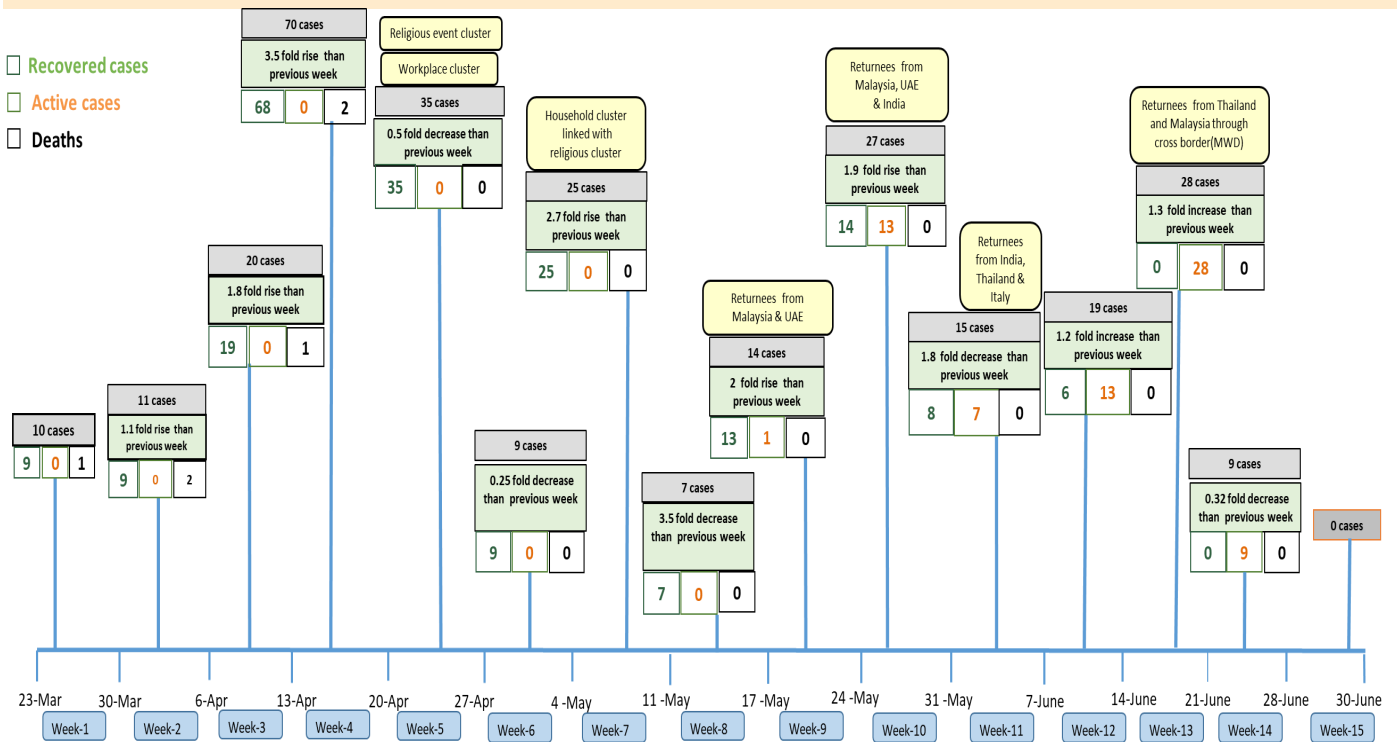 Recovered cases
Active cases
Deaths
10 cases
9 0 1
11 cases
1.1 fold rise than
previous week
9 0 2
20 cases
1.8 fold rise than
previous week
19 0 1
70 cases
3.5 fold rise than
previous week
68 0 2
Religious event cluster
Workplace cluster
35 cases
0.5 fold decrease than
previous week
35 0 0
9 cases
0.25 fold decrease
than previous week
9 0 0
Household cluster
linked with
religious cluster
25 cases
2.7 fold rise than
previous week
25 0 0
7 cases
3.5 fold decrease
than previous week
7 0 0
Returnees from
Malaysia & UAE
14 cases
2 fold rise than
previous week
13 1 0
Returnees from
Malaysia, UAE
& India
27 cases
1.9 fold rise than
previous week
14 13 0
Returnees
from India,
Thailand &
Italy
15 cases
1.8 fold decrease than
previous week
8 7 0
19 cases
1.2 fold increase than
previous week
6 13 0
Returnees from Thailand
and Malaysia through
cross border(MWD)
28 cases
1.3 fold increase than
previous week
0 28 0
9 cases
0.32 fold decrease
than previous week
0 9 0
0 cases
23-Mar 30-Mar 6-Apr 13-Apr 20-Apr 27-Apr 4 -May 11-May 17-May 24 -May 31-May 7-June 14-June 21-June 28-June 30-June
Week-1 Week-2 Week-3 Week-4 Week-5 Week-6 Week-7 Week-8 Week-9 Week-10 Week-11 Week-12 Week-13 Week-14 Week-15